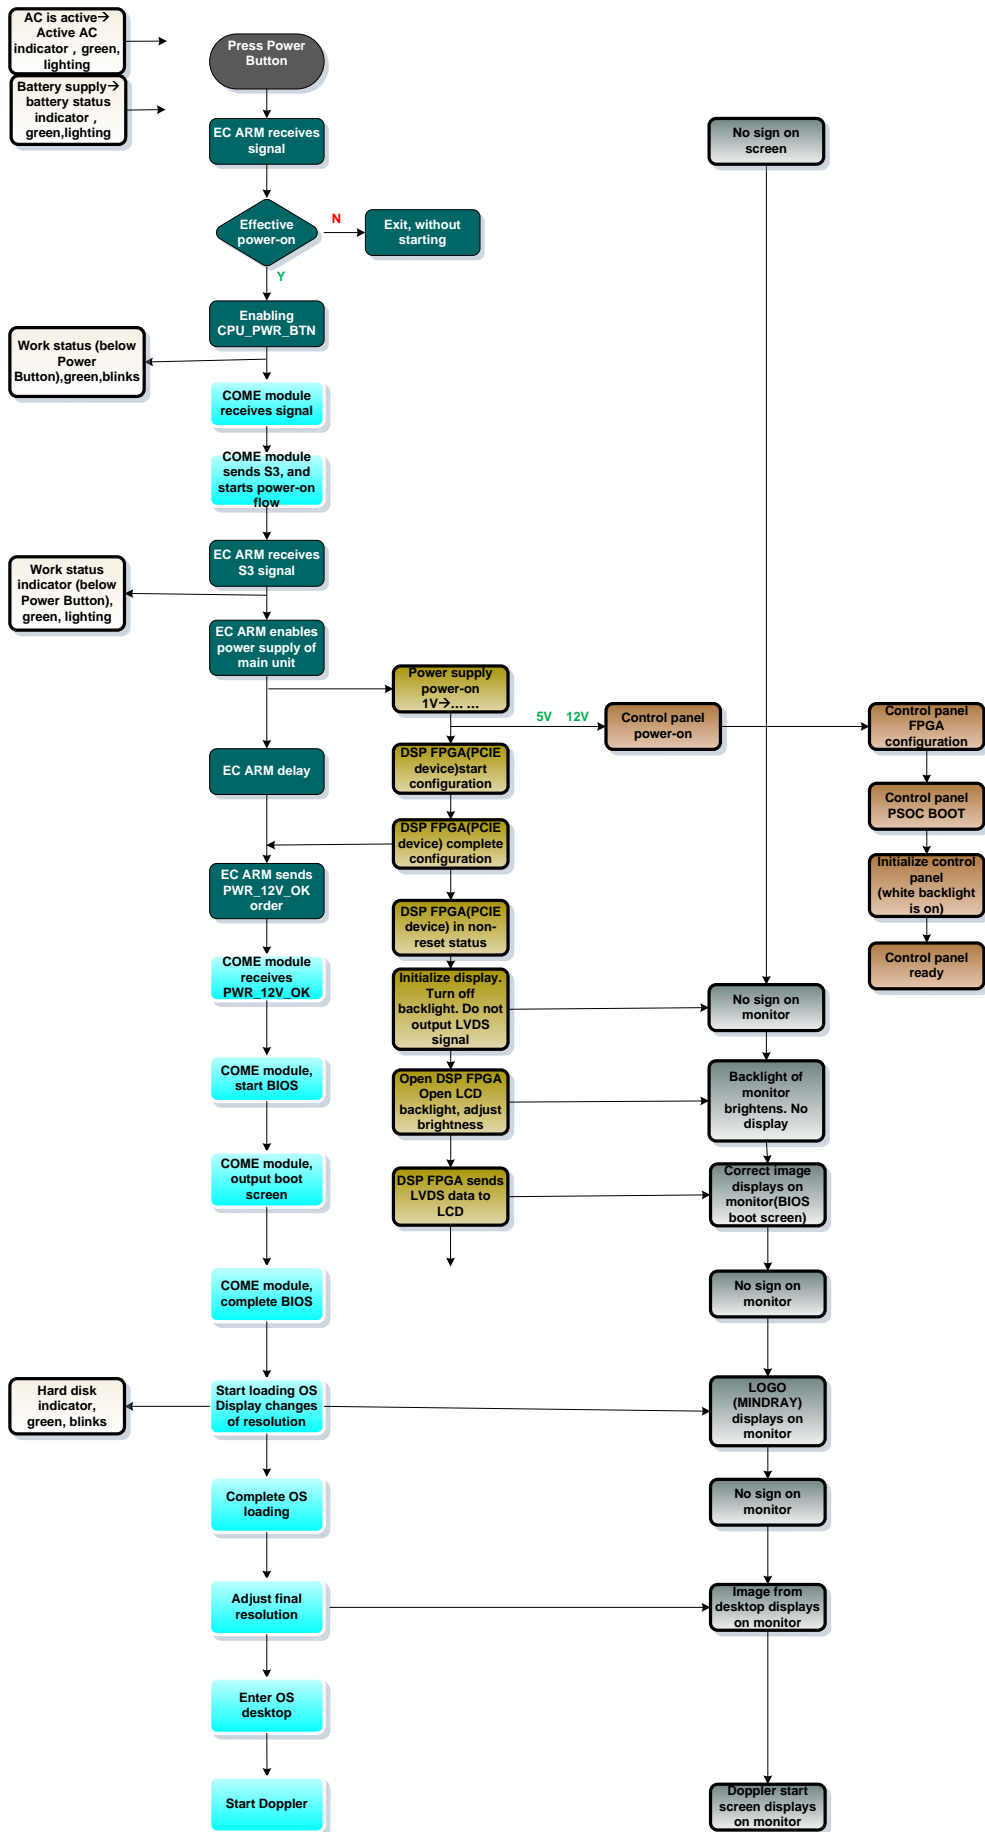 AC is active→
Active AC
indicator , green,
lighting
Battery supply→
battery status
indicator ,
green,lighting
Press Power
Button
EC ARM receives
signal
No sign on
screen
Effective
power-on
N
Exit, without
starting
Y
Enabling
CPU_PWR_BTN
Work status (below
Power
Button),green,blinks
COME module
receives signal
COME module
sends S3, and
starts power-on
flow
EC ARM receives
S3 signal
Work status
indicator (below
Power Button),
green, lighting
EC ARM enables
power supply of
main unit
Power supply
power-on
1V→... ...
5V 12V
Control panel
power-on
Control panel
FPGA
configuration
EC ARM delay
DSP FPGA(PCIE
device)start
configuration
Control panel
PSOC BOOT
DSP FPGA(PCIE
device) complete
configuration
Initialize control
panel
(white backlight
is on)
EC ARM sends
PWR_12V_OK
order
DSP FPGA(PCIE
device) in non-
reset status
Control panel
ready
COME module
receives
PWR_12V_OK
Initialize display.
Turn off
backlight. Do not
output LVDS
signal
No sign on
monitor
COME module,
start BIOS
Open DSP FPGA
Open LCD
backlight, adjust
brightness
Backlight of
monitor
brightens. No
display
COME module,
output boot
screen
DSP FPGA sends
LVDS data to
LCD
Correct image
displays on
monitor(BIOS
boot screen)
COME module,
complete BIOS
No sign on
monitor
Hard disk
indicator,
green, blinks
Start loading OS
Display changes
of resolution
LOGO
(MINDRAY)
displays on
monitor
Complete OS
loading
No sign on
monitor
Adjust final
resolution
Image from
desktop displays
on monitor
Enter OS
desktop
Start Doppler
Doppler start
screen displays
on monitor